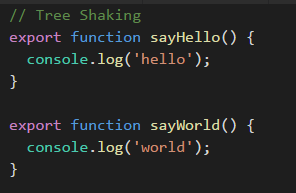 // Tree Shaking
export function sayHello() {
  console.log('hello');
}

export function sayWorld() {
  console.log('world');
}